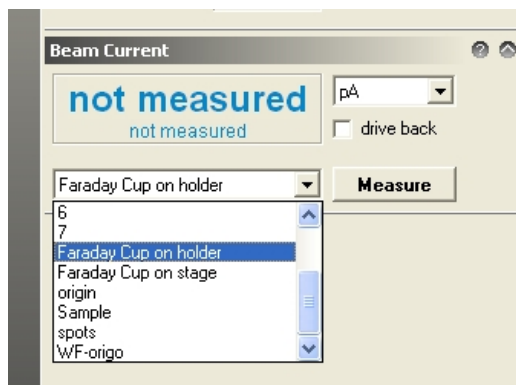 Beam Current
not measured
not measured
pA
drive back
Faraday Cup on holder
Measure
6
7
Faraday Cup on holder
Faraday Cup on stage
origin
Sample
spots
WF-origo